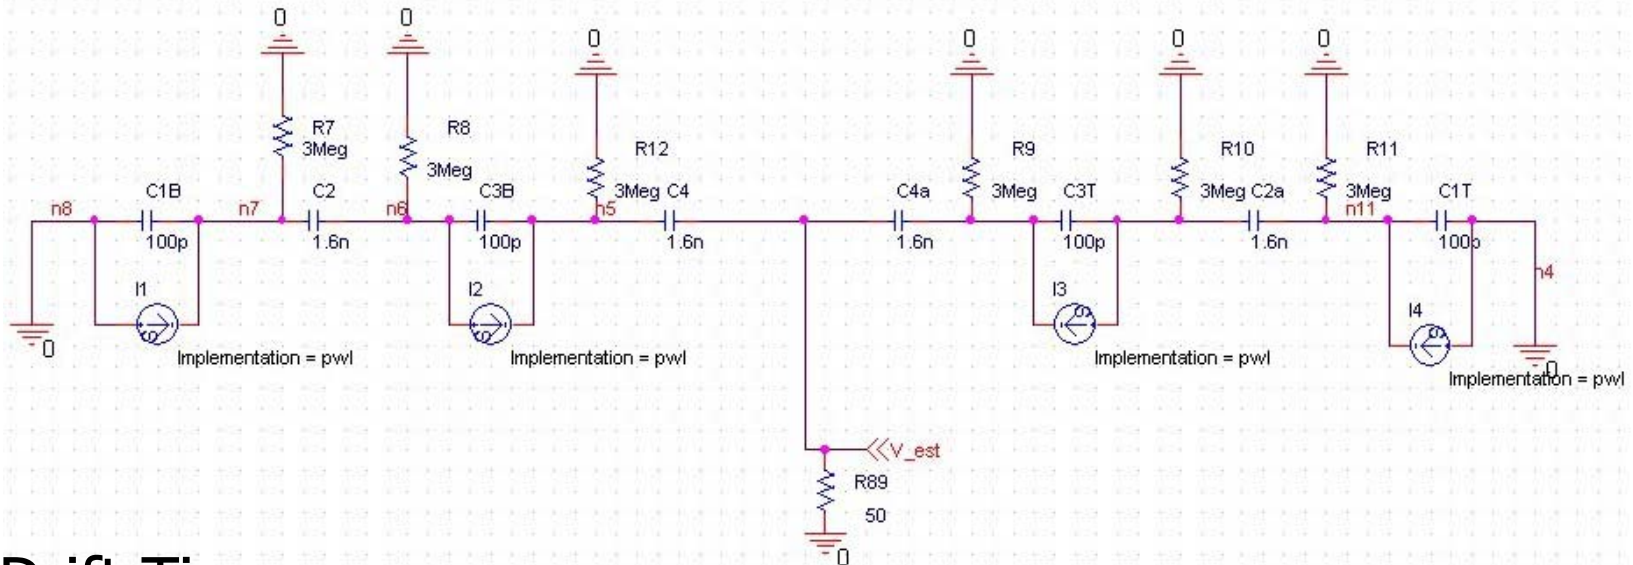 0
0
0
0
0
0
R7
3Meg
R8
3Meg
R12
3Meg
R9
3Meg
R10
3Meg
R11
3Meg
n8
C1B
100p
n7
C2
1.6n
n6
C3B
100p
n5
C4
1.6n
C4a
1.6n
C3T
100p
C2a
1.6n
n11
C1T
100p
n4
I1
Implementation = pwl
I2
Implementation = pwl
I3
Implementation = pwl
I4
Implementation = pwl
0
0
V_est
R89
50
0